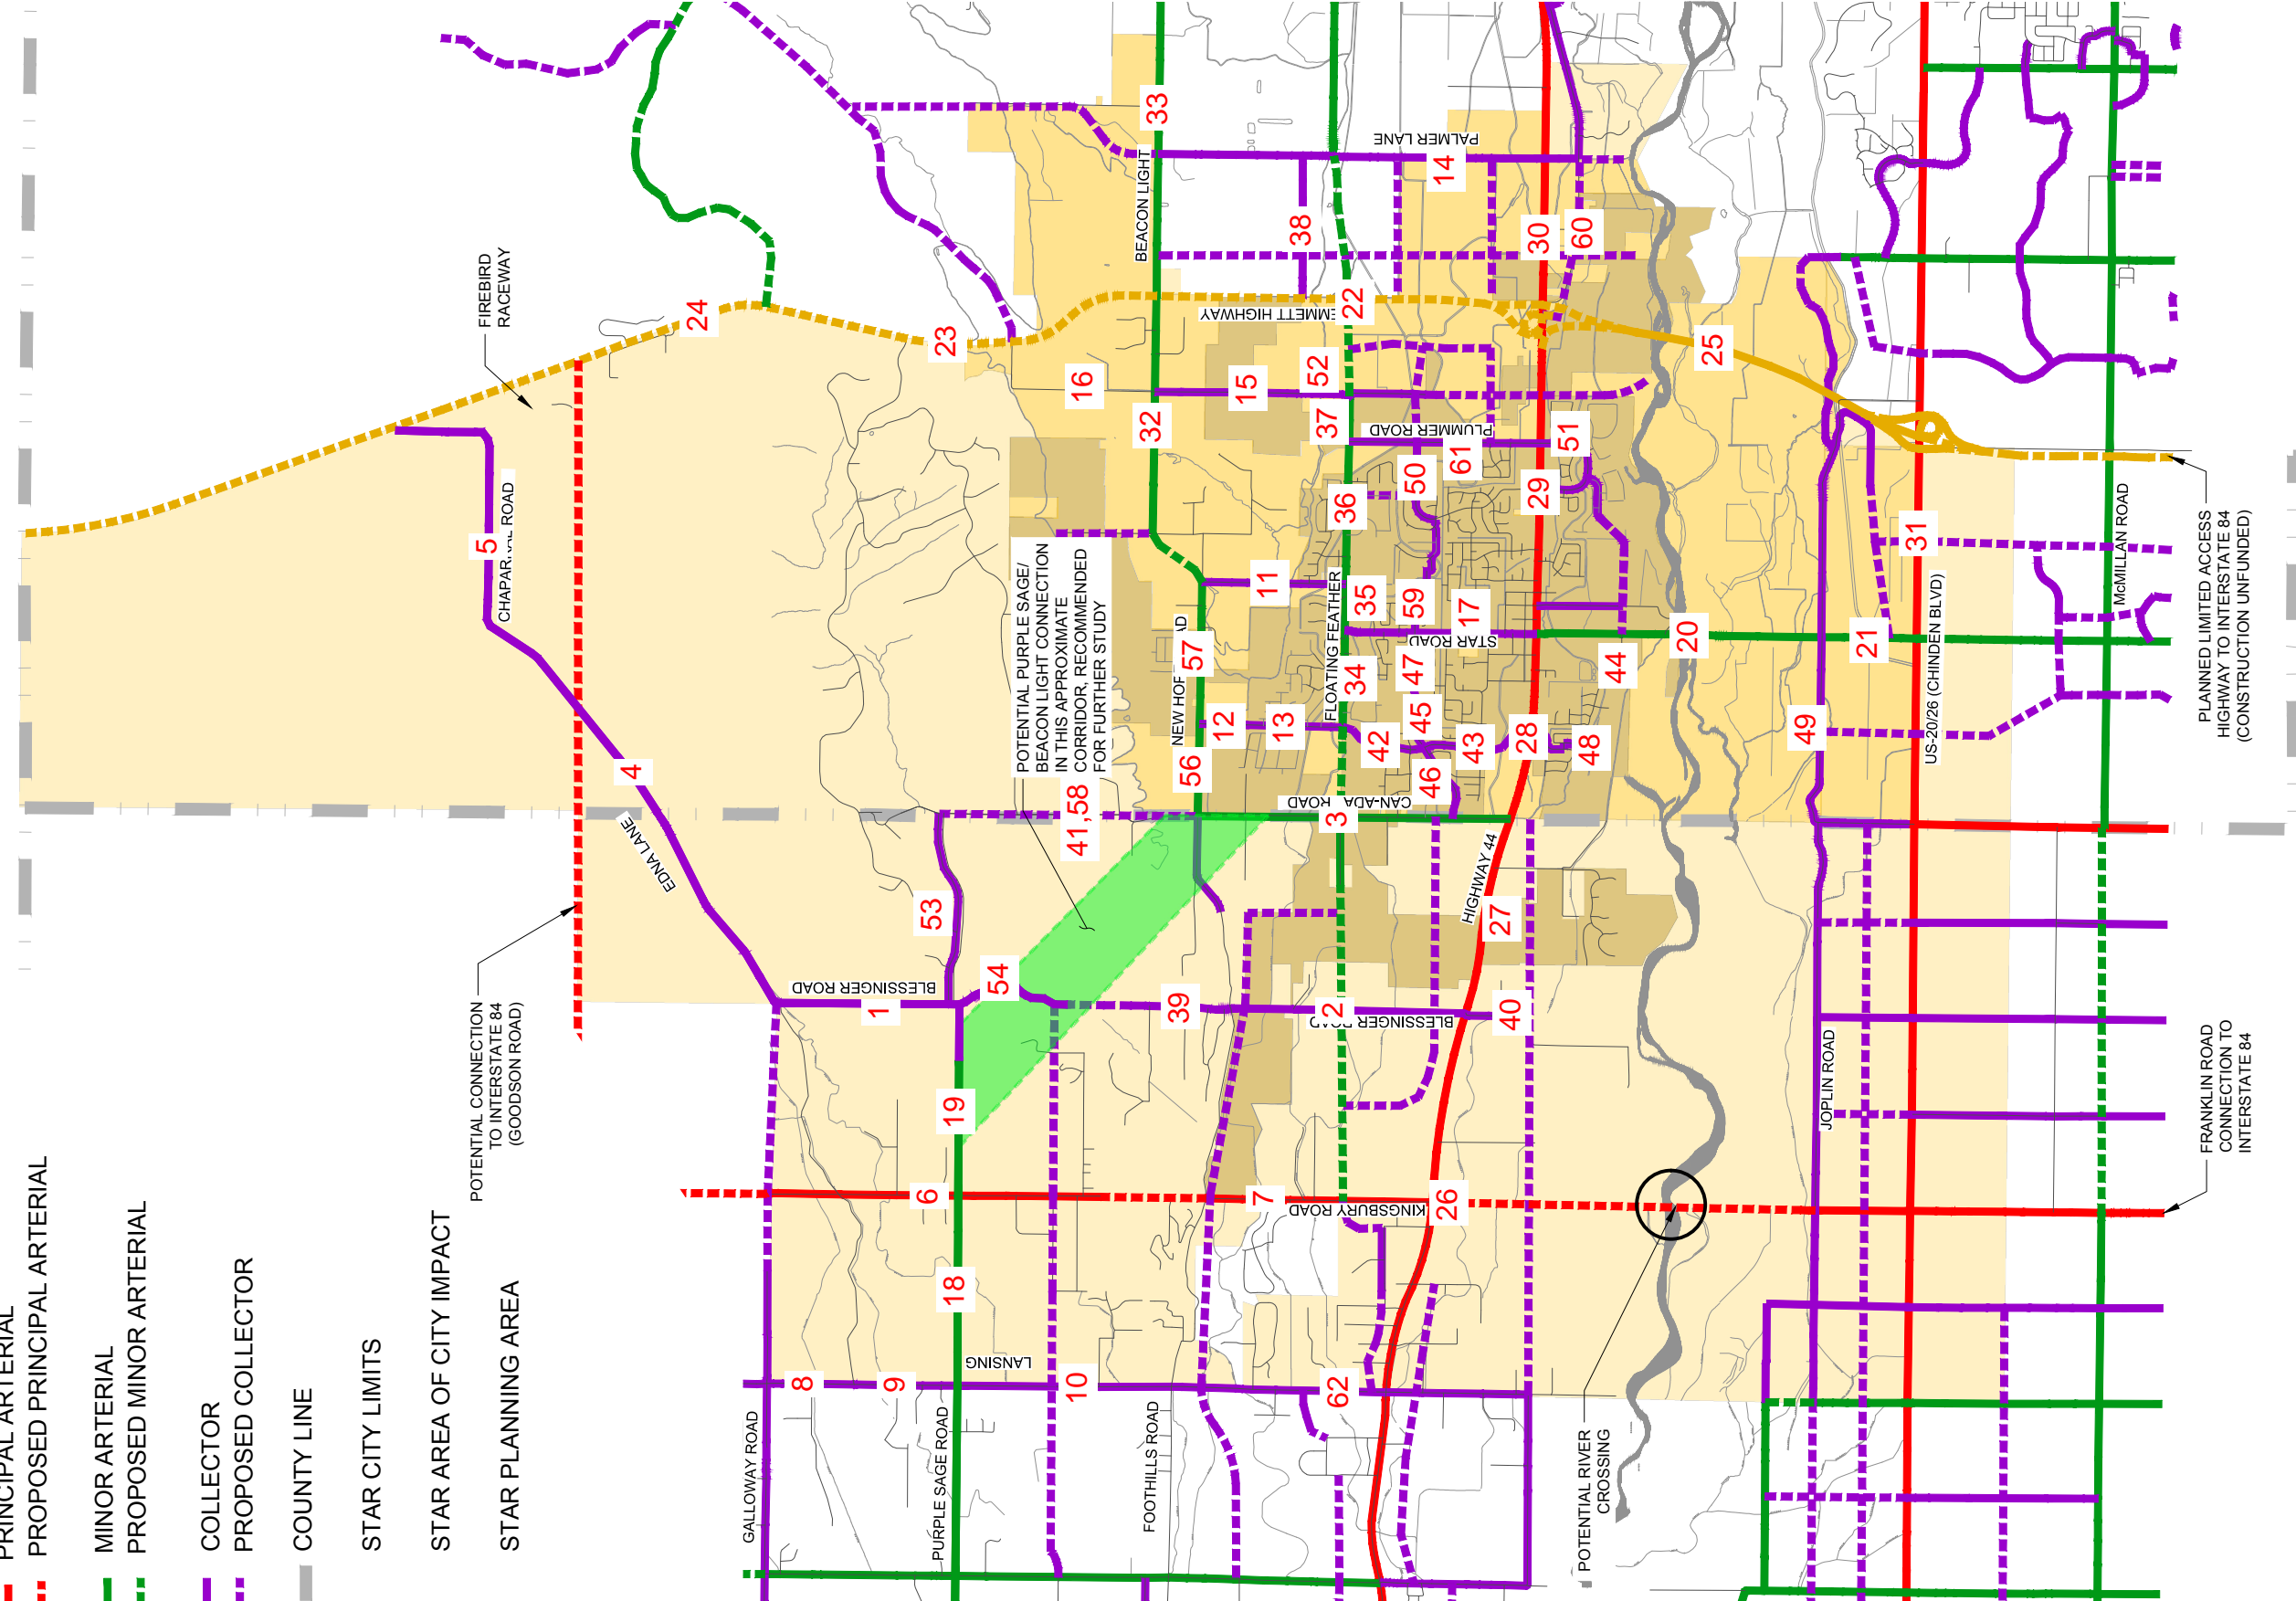 PRINCIPAL ARTERIAL
PROPOSED PRINCIPAL ARTERIAL
MINOR ARTERIAL
PROPOSED MINOR ARTERIAL
COLLECTOR
PROPOSED COLLECTOR
COUNTY LINE
STAR CITY LIMITS
STAR AREA OF CITY IMPACT
STAR PLANNING AREA
POTENTIAL CONNECTION
TO INTERSTATE 84
(GOODSON ROAD)
FIREBIRD
RACEWAY
5
CHAPARRAL ROAD
4
EDNA LANE
24
23
GALLOWAY ROAD
8
9
6
1
BLESSINGER ROAD
53
PURPLE SAGE ROAD
18
19
LANSING
54
10
POTENTIAL PURPLE SAGE/
BEACON LIGHT CONNECTION
IN THIS APPROXIMATE
CORRIDOR, RECOMMENDED
FOR FURTHER STUDY
41,58
16
FOOTHILLS ROAD
39
56
57
32
BEACON LIGHT
33
12
11
15
EMMETT HIGHWAY
7
13
38
KINGSBURY ROAD
62
2
BLESSINGER ROAD
3
CAN-ADA ROAD
FLOATING FEATHER
34
35
36
37
52
22
PALMER LANE
42
45
47
59
50
PLUMMER ROAD
14
46
43
17
STAR ROAD
61
26
HIGHWAY 44
27
40
28
29
51
30
60
48
44
POTENTIAL RIVER
CROSSING
20
25
JOPLIN ROAD
49
21
US-20/26 (CHINDEN BLVD)
31
McMILLAN ROAD
FRANKLIN ROAD
CONNECTION TO
INTERSTATE 84
PLANNED LIMITED ACCESS
HIGHWAY TO INTERSTATE 84
(CONSTRUCTION UNFUNDED)